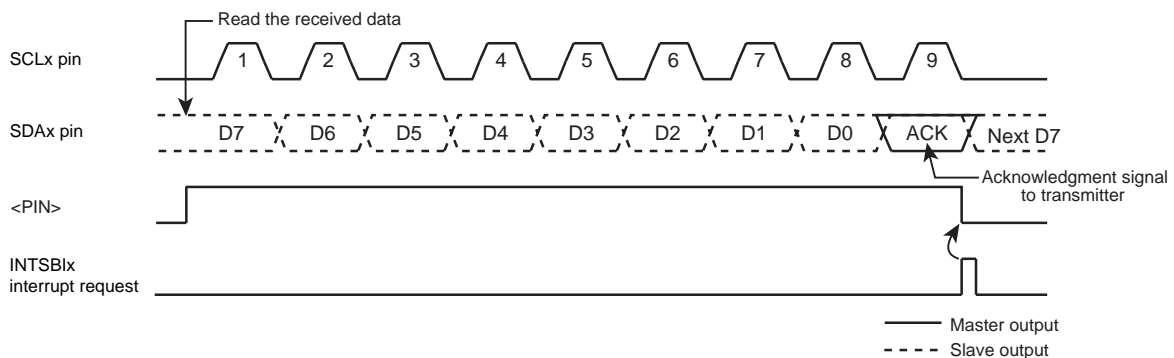 Read the received data
SCLx pin
1 2 3 4 5 6 7 8 9
SDAx pin
D7 D6 D5 D4 D3 D2 D1 D0 ACK Next D7
Acknowledgment signal
to transmitter
<PIN>
INTSBIx
interrupt request
Master output
Slave output